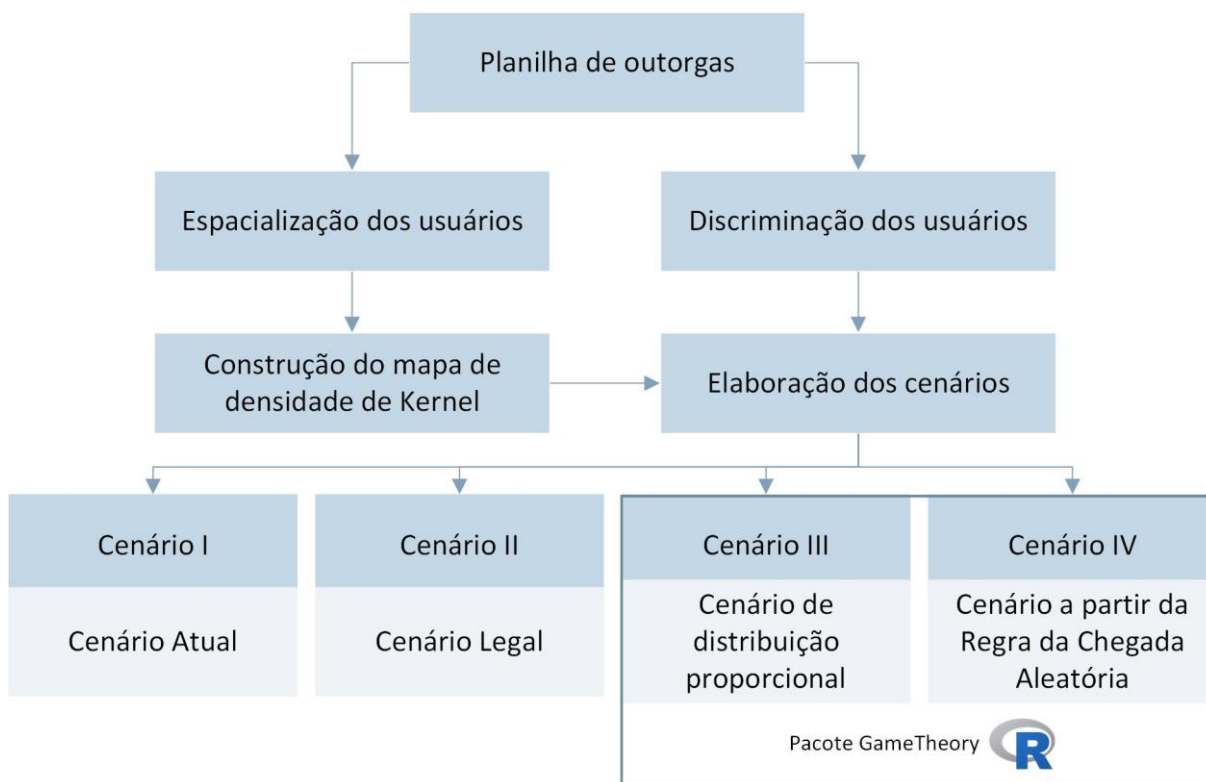 Planilha de outorgas
Espacialização dos usuários
Discriminação dos usuários
Construção do mapa de
densidade de Kernel
Elaboração dos cenários
Cenário I
Cenário Atual
Cenário II
Cenário Legal
Cenário III
Cenário de
distribuição
proporcional
Cenário IV
Cenário a partir da
Regra da Chegada
Aleatória
Pacote GameTheory
R